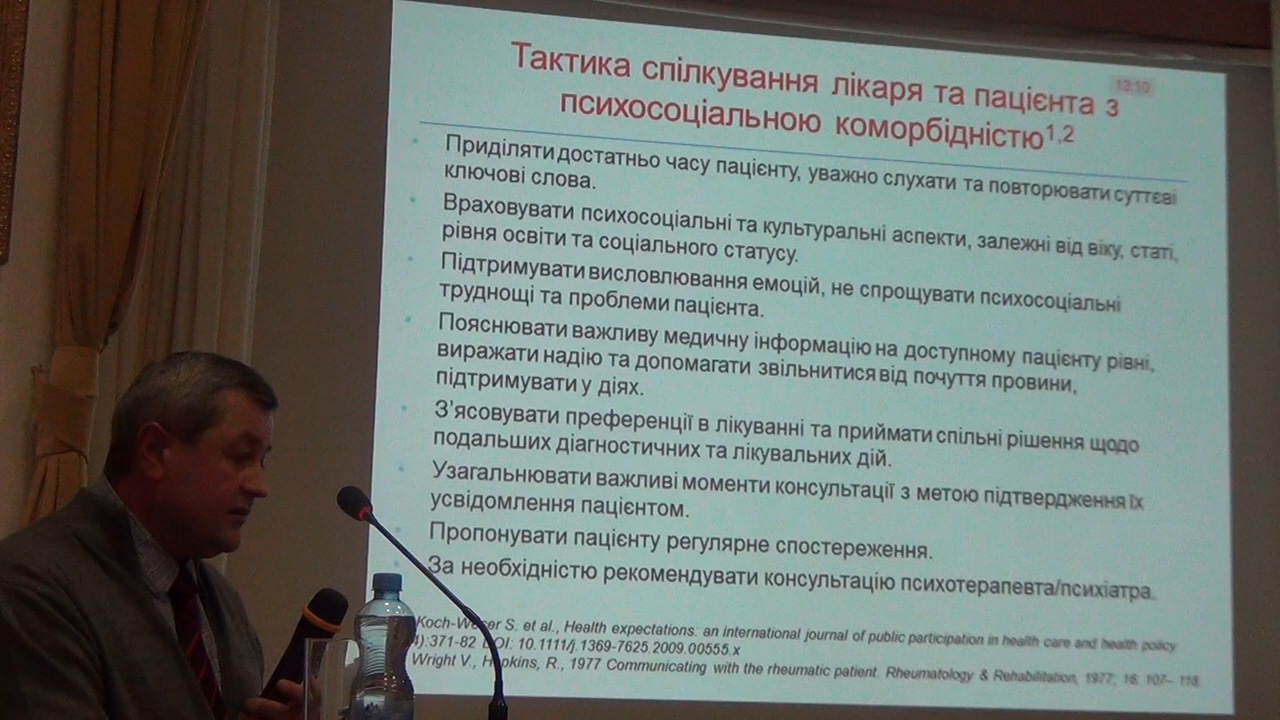 13:10
Тактика спілкування лікаря та пацієнта з
психосоціальною коморбідністю1,2
Приділяти достатньо часу пацієнту, уважно слухати та повторювати суттєві
ключові слова.
Враховувати психосоціальні та культуральні аспекти, залежні від віку, статі,
рівня освіти та соціального статусу.
Підтримувати висловлювання емоцій, не спрощувати психосоціальні
труднощі та проблеми пацієнта.
Пояснювати важливу медичну інформацію на доступному пацієнту рівні,
виражати надію та допомагати звільнитися від почуття провини,
підтримувати у діях.
З’ясовувати преференції в лікуванні та приймати спільні рішення щодо
подальших діагностичних та лікувальних дій.
Узагальнювати важливі моменти консультації з метою підтвердження їх
усвідомлення пацієнтом.
Пропонувати пацієнту регулярне спостереження.
За необхідністю рекомендувати консультацію психотерапевта/психіатра.
Koch-Weser S. et al., Health expectations: an international journal of public participation in health care and health policy
4):371-82 DOI: 10.1111/j.1369-7625.2009.00555.x
Wright V., Hopkins, R., 1977 Communicating with the rheumatic patient. Rheumatology & Rehabilitation, 1977; 16: 107– 118.